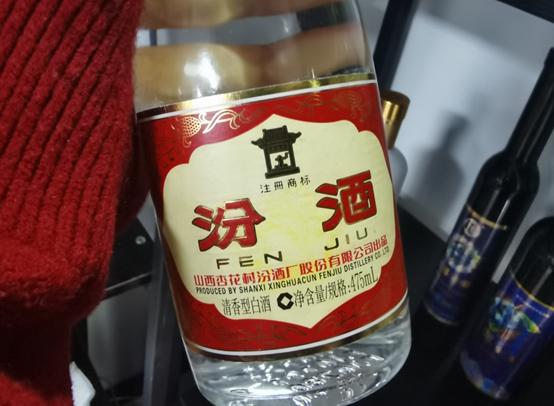 注冊商标
汾酒
FEN JIU
山西杏花村汾酒厂股份有限公司出品
PRODUCED BY SHANXI XINGHUACUN FENJIU DISTILLERY CO.,LTD.
清香型白酒 净含量/规格:475mL